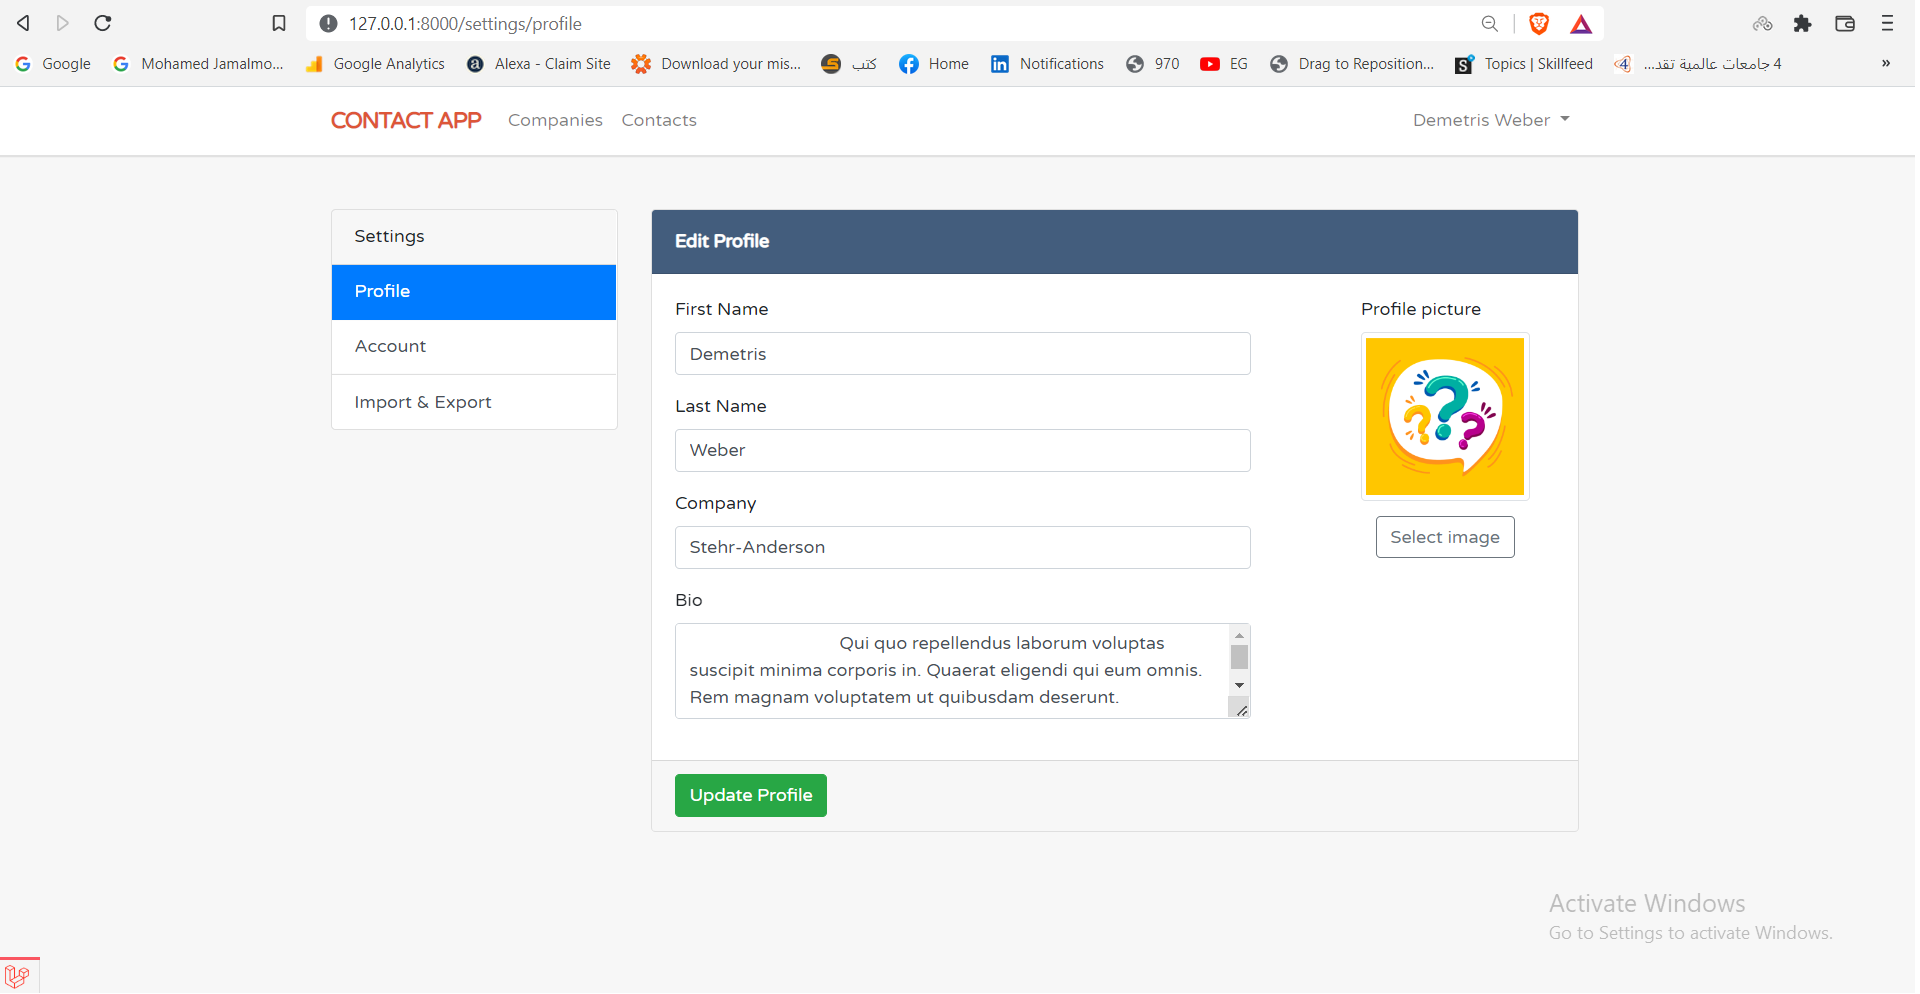 127.0.0.1:8000/settings/profile
Google
Mohamed Jamalmo...
Google Analytics
Alexa - Claim Site
Download your mis...
كتب
Home
Notifications
970
EG
Drag to Reposition...
Topics | Skillfeed
4 جامعات عالمية تقد...
»
CONTACT APP
Companies
Contacts
Demetris Weber
Settings
Profile
Account
Import & Export
Edit Profile
First Name
Demetris
Last Name
Weber
Company
Stehr-Anderson
Bio
Qui quo repellendus laborum voluptas
suscipit minima corporis in. Quaerat eligendi qui eum omnis.
Rem magnam voluptatem ut quibusdam deserunt.
Profile picture
???
Select image
Update Profile
Activate Windows
Go to Settings to activate Windows.